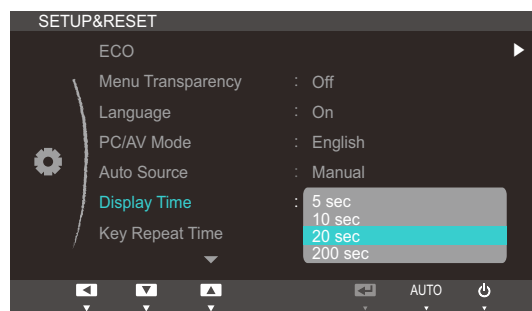 SETUP&RESET
ECO
Menu Transparency : Off
Language : On
PC/AV Mode : English
Auto Source : Manual
Display Time :
5 sec
10 sec
20 sec
200 sec
Key Repeat Time
AUTO